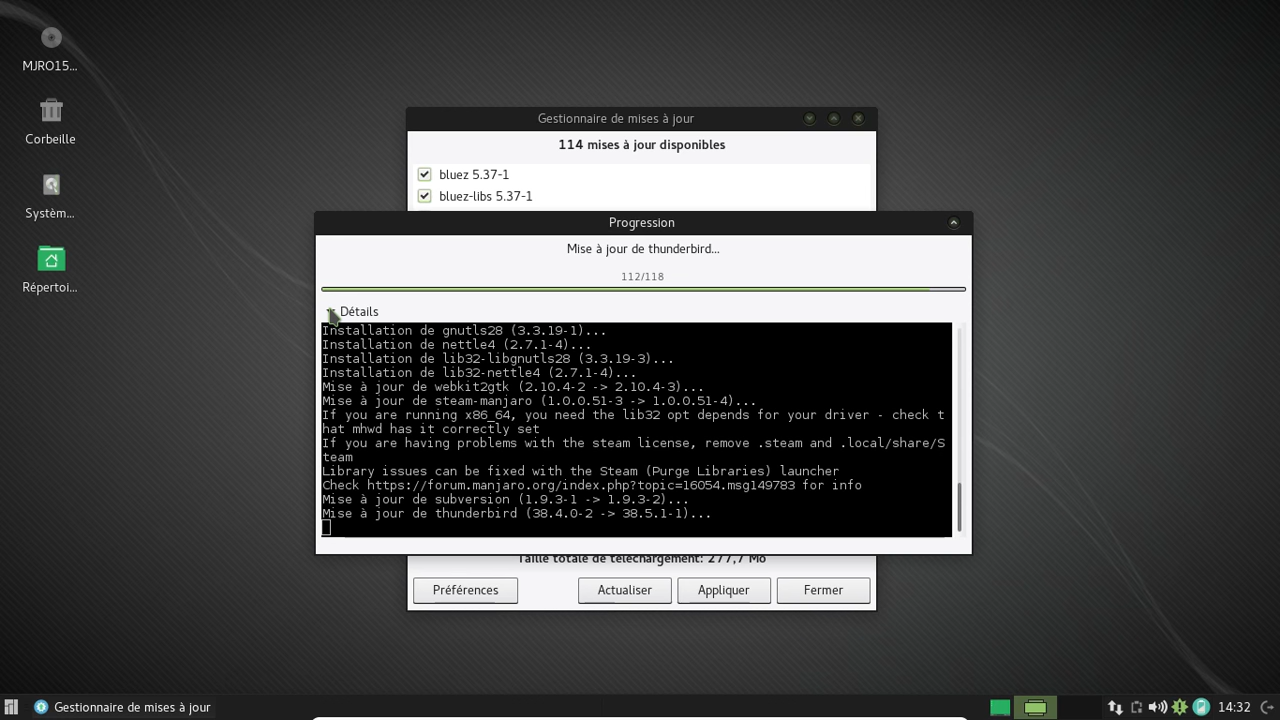 MJRO15...
Corbeille
Systèm...
Répertoi...
Gestionnaire de mises à jour
114 mises à jour disponibles
bluez 5.37-1
bluez-libs 5.37-1
Progression
Mise à jour de thunderbird...
112/118
Détails
Installation de gnutls28 (3.3.19-1)...
Installation de nettle4 (2.7.1-4)...
Installation de lib32-libgnutls28 (3.3.19-3)...
Installation de lib32-nettle4 (2.7.1-4)...
Mise à jour de webkit2gtk (2.10.4-2 -> 2.10.4-3)...
Mise à jour de steam-manjaro (1.0.0.51-3 -> 1.0.0.51-4)...
If you are running x86_64, you need the lib32 opt depends for your driver - check t
hat mhwd has it correctly set
If you are having problems with the steam license, remove .steam and .local/share/S
team
Library issues can be fixed with the Steam (Purge Libraries) launcher
Check https://forum.manjaro.org/index.php?topic=16054.msg149783 for info
Mise à jour de subversion (1.9.3-1 -> 1.9.3-2)...
Mise à jour de thunderbird (38.4.0-2 -> 38.5.1-1)...
Taille totale de téléchargement: 277,7 Mo
Préférences
Actualiser
Appliquer
Fermer
Gestionnaire de mises à jour
14:32